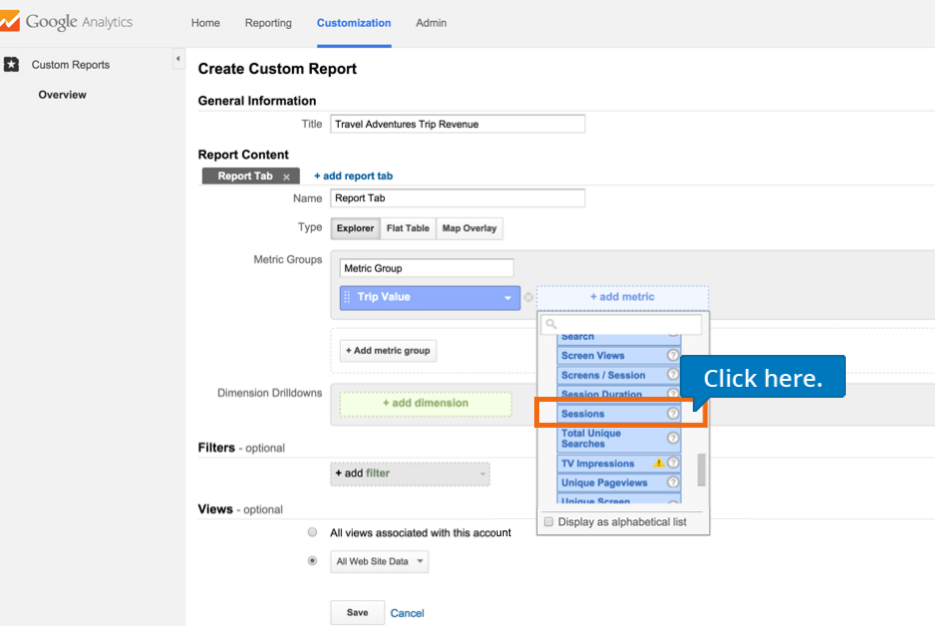 Google Analytics
Home Reporting Customization Admin
Custom Reports
Overview
Create Custom Report
General Information
Title Travel Adventures Trip Revenue
Report Content
Report Tab x + add report tab
Name Report Tab
Type Explorer Flat Table Map Overlay
Metric Groups
Metric Group
Trip Value
+ add metric
Search
Screen Views ?
Screens / Session ?
Session Duration ?
Sessions ?
Total Unique
Searches ?
TV Impressions ?
Unique Pageviews ?
Unique Screen
Display as alphabetical list
Click here.
+ Add metric group
Dimension Drilldowns
+ add dimension
Filters - optional
+ add filter
Views - optional
All views associated with this account
All Web Site Data
Save Cancel